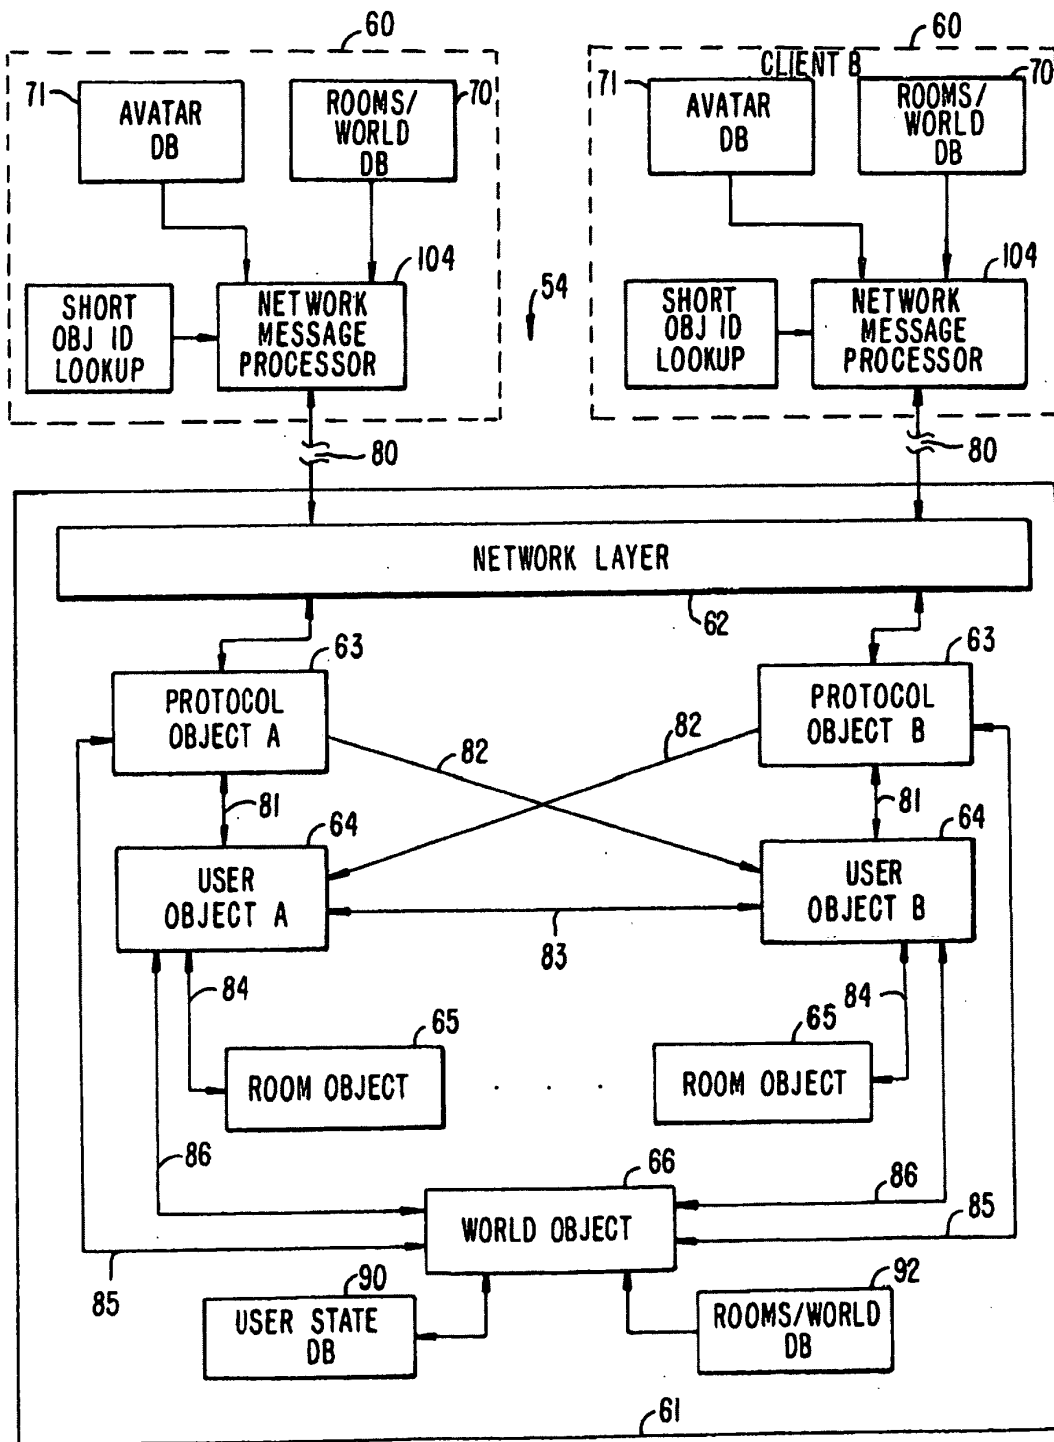 60
60
CLIENT B
71
AVATAR
DB
ROOMS/
WORLD
DB
70
71
AVATAR
DB
ROOMS/
WORLD
DB
70
SHORT
OBJ ID
LOOKUP
NETWORK
MESSAGE
PROCESSOR
104
54
SHORT
OBJ ID
LOOKUP
NETWORK
MESSAGE
PROCESSOR
104
80
80
NETWORK LAYER
62
63
PROTOCOL
OBJECT A
63
PROTOCOL
OBJECT B
82
82
81
81
64
USER
OBJECT A
64
USER
OBJECT B
83
84
84
65
ROOM OBJECT
. . .
65
ROOM OBJECT
86
86
66
WORLD OBJECT
85
85
90
USER STATE
DB
92
ROOMS/WORLD
DB
61